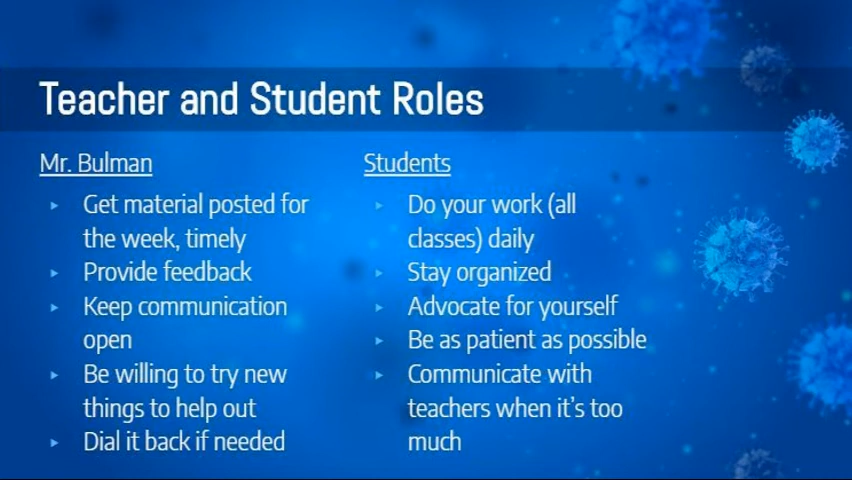 Teacher and Student Roles
Mr. Bulman
Get material posted for
the week, timely
Provide feedback
Keep communication
open
Be willing to try new
things to help out
Dial it back if needed
Students
Do your work (all
classes) daily
Stay organized
Advocate for yourself
Be as patient as possible
Communicate with
teachers when it's too
much